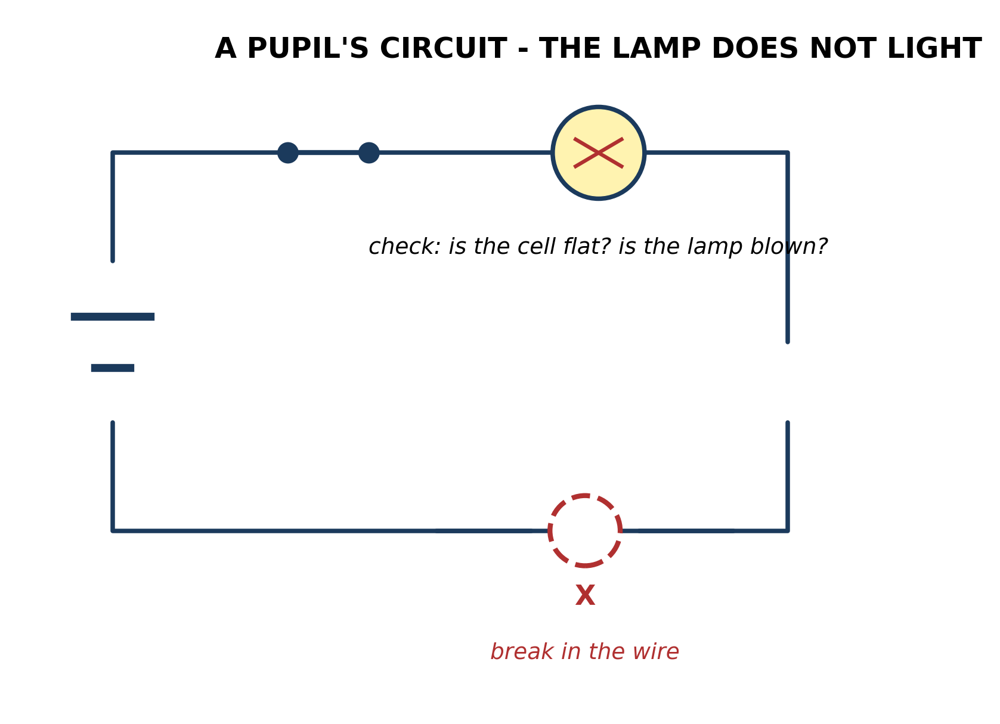 A PUPIL'S CIRCUIT - THE LAMP DOES NOT LIGHT
check: is the cell flat? is the lamp blown?
X
break in the wire